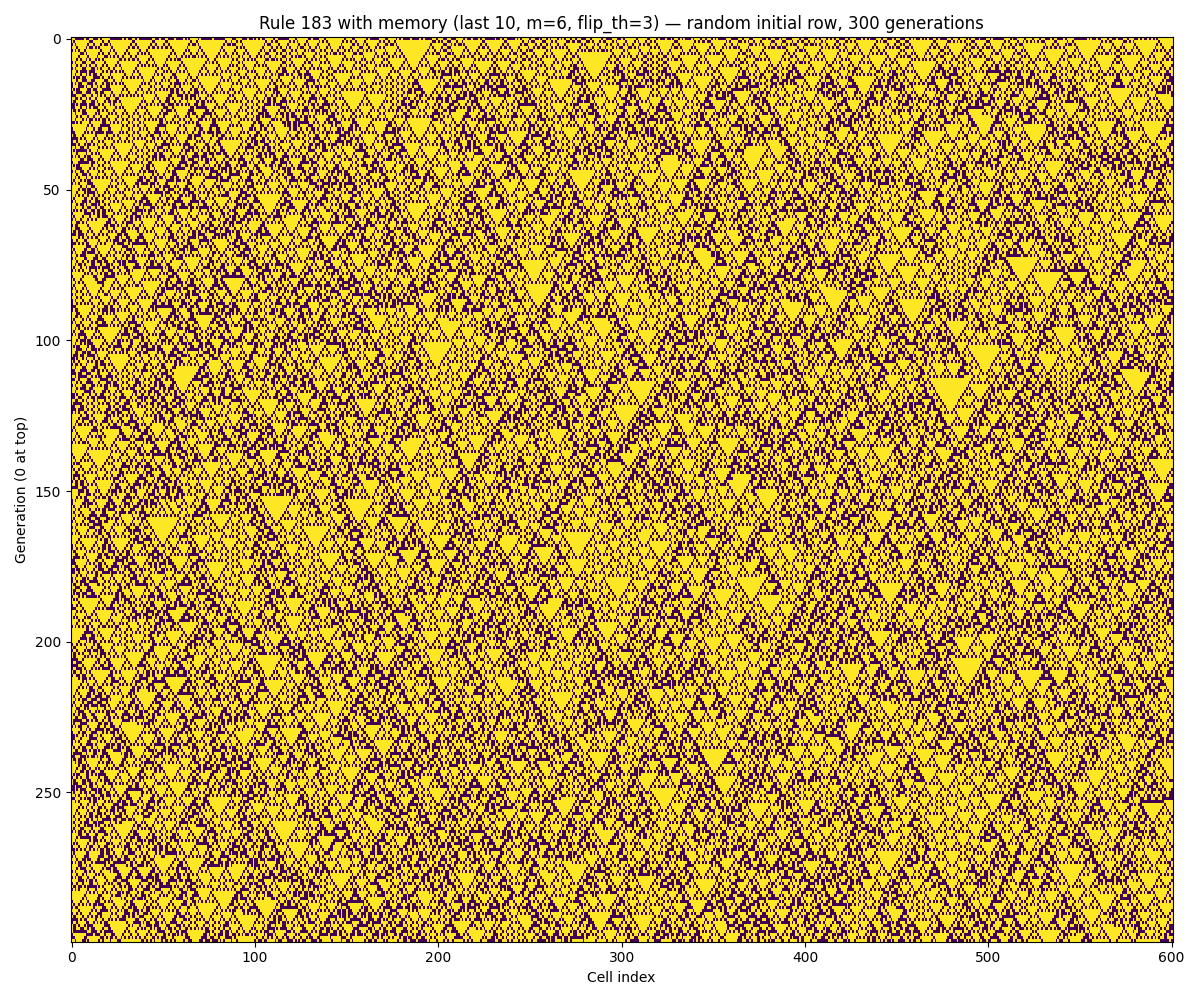 Rule 183 with memory (last 10, m=6, flip_th=3) — random initial row, 300 generations
0
50
100
150
200
250
Generation (0 at top)
0 100 200 300 400 500 600
Cell index